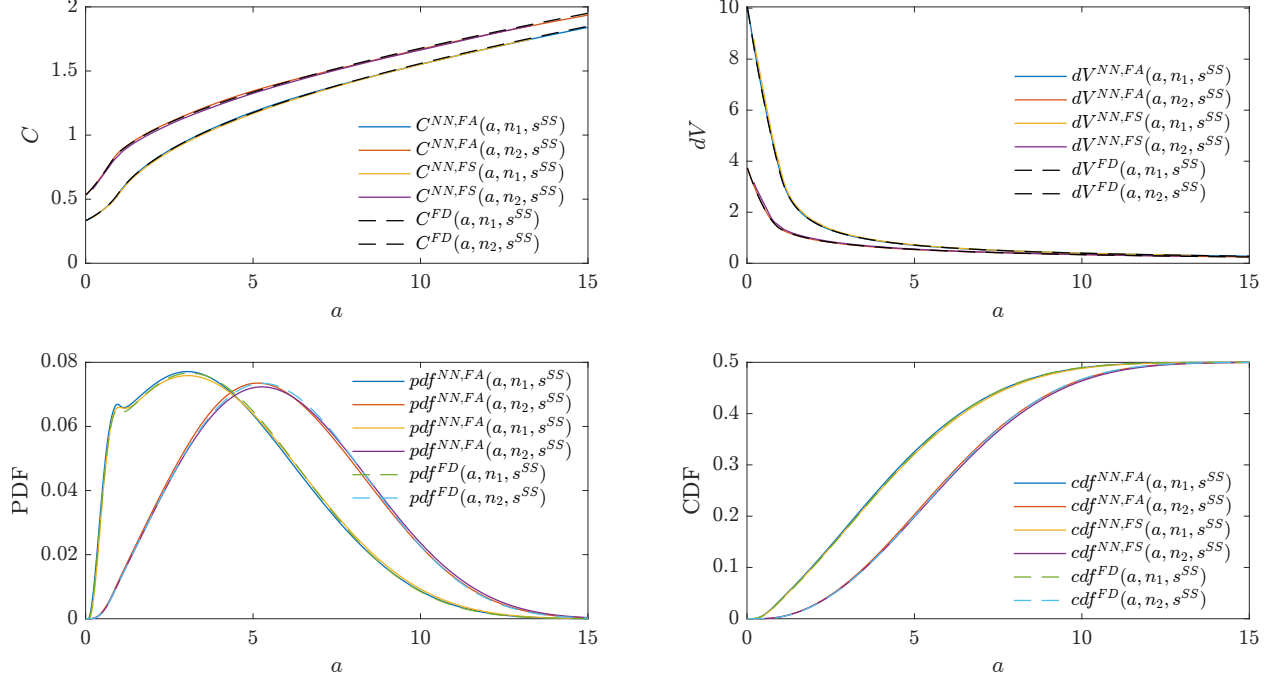 2
1.5
1
0.5
0
C
0
5
10
15
a
C^{NN,FA}(a, n_1, s^{SS})
C^{NN,FA}(a, n_2, s^{SS})
C^{NN,FS}(a, n_1, s^{SS})
C^{NN,FS}(a, n_2, s^{SS})
C^{FD}(a, n_1, s^{SS})
C^{FD}(a, n_2, s^{SS})
10
8
6
4
2
0
dV
0
5
10
15
a
dV^{NN,FA}(a, n_1, s^{SS})
dV^{NN,FA}(a, n_2, s^{SS})
dV^{NN,FS}(a, n_1, s^{SS})
dV^{NN,FS}(a, n_2, s^{SS})
dV^{FD}(a, n_1, s^{SS})
dV^{FD}(a, n_2, s^{SS})
0.08
0.06
0.04
0.02
0
PDF
0
5
10
15
a
pdf^{NN,FA}(a, n_1, s^{SS})
pdf^{NN,FA}(a, n_2, s^{SS})
pdf^{NN,FA}(a, n_1, s^{SS})
pdf^{NN,FA}(a, n_2, s^{SS})
pdf^{FD}(a, n_1, s^{SS})
pdf^{FD}(a, n_2, s^{SS})
0.5
0.4
0.3
0.2
0.1
0
CDF
0
5
10
15
a
cdf^{NN,FA}(a, n_1, s^{SS})
cdf^{NN,FA}(a, n_2, s^{SS})
cdf^{NN,FS}(a, n_1, s^{SS})
cdf^{NN,FS}(a, n_2, s^{SS})
cdf^{FD}(a, n_1, s^{SS})
cdf^{FD}(a, n_2, s^{SS})